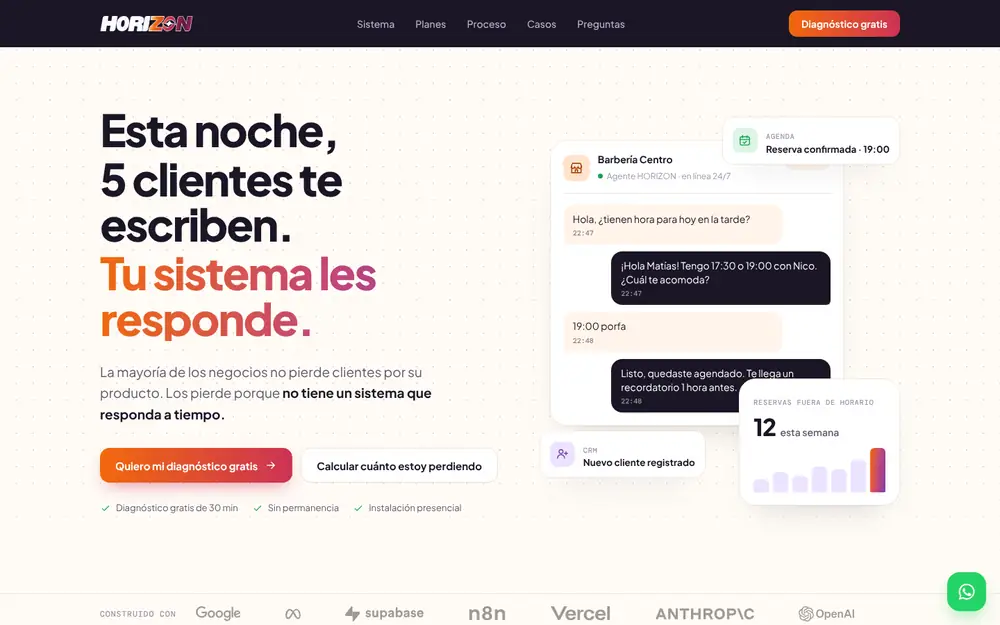 HORIZON
Sistema
Planes
Proceso
Casos
Preguntas
Diagnóstico gratis
Esta noche,
5 clientes te
escriben.
Tu sistema les
responde.
La mayoría de los negocios no pierde clientes por su
producto. Los pierde porque no tiene un sistema que
responda a tiempo.
Quiero mi diagnóstico gratis →
Calcular cuánto estoy perdiendo
Diagnóstico gratis de 30 min
Sin permanencia
Instalación presencial
AGENDA
Reserva confirmada · 19:00
Barbería Centro
Agente HORIZON · en línea 24/7
Hola, ¿tienen hora para hoy en la tarde?
22:47
¡Hola Matías! Tengo 17:30 o 19:00 con Nico.
¿Cuál te acomoda?
22:47
19:00 porfa
22:48
Listo, quedaste agendado. Te llega un
recordatorio 1 hora antes.
22:48
RESERVAS FUERA DE HORARIO
12 esta semana
CRM
Nuevo cliente registrado
CONSTRUIDO CON
Google
supabase
n8n
Vercel
ANTHROP\C
OpenAI